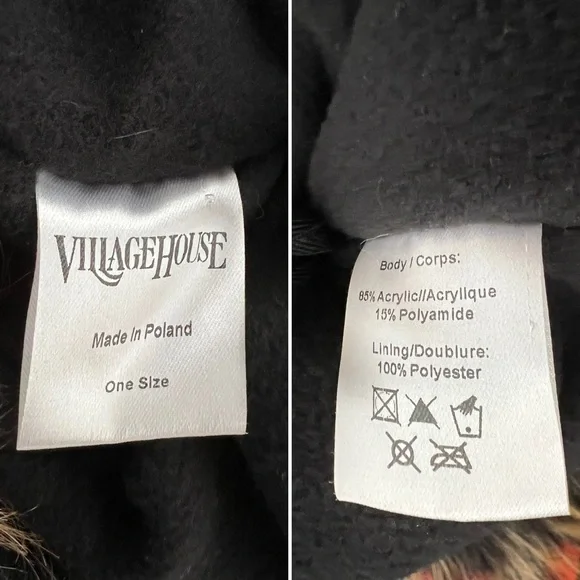 VILLAGEHOUSE
Made in Poland
One Size
Body / Corps:
85% Acrylic//Acrylique
15% Polyamide
Lining/Doublure:
100% Polyester